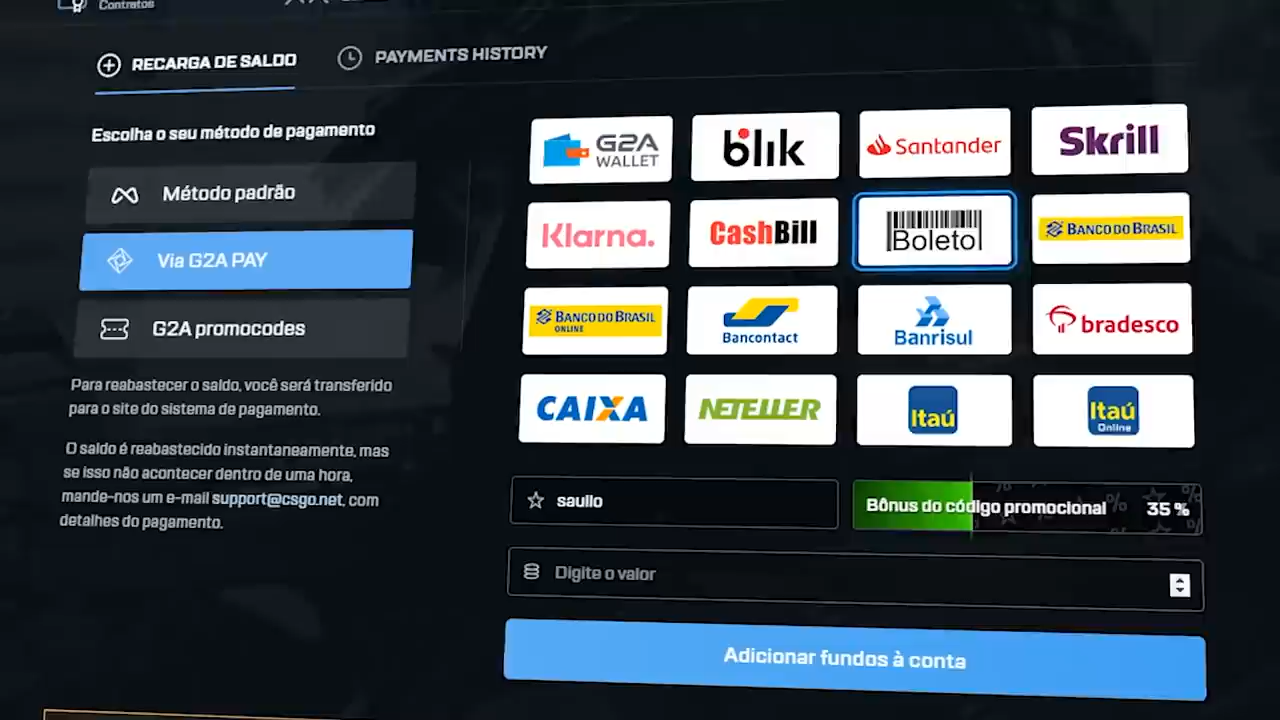 Contratos
RECARGA DE SALDO
PAYMENTS HISTORY
Escolha o seu método de pagamento
Método padrão
Via G2A PAY
G2A promocodes
Para reabastecer o saldo, você será transferido
para o site do sistema de pagamento.
O saldo é reabastecido instantaneamente, mas
se isso não acontecer dentro de uma hora,
mande-nos um e-mail support@csgo.net, com
detalhes do pagamento.
G2A WALLET
blik
Santander
Skrill
Klarna.
CashBill
Boleto
BANCO DO BRASIL
BANCO DO BRASIL
ONLINE
Bancontact
Banrisul
bradesco
CAIXA
NETELLER
Itaú
Itaú
Online
saullo
Bônus do código promocional
35 %
Digite o valor
Adicionar fundos à conta